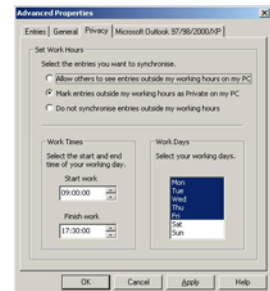 Advanced Properties
Entries General Privacy Microsoft Outlook 97/98/2000/XP
Set Work Hours
Select the entries you want to synchronise.
Allow others to see entries outside my working hours on my PC
Mark entries outside my working hours as Private on my PC
Do not synchronise entries outside my working hours
Work Times
Select the start and end
time of your working day.
Start work
09:00:00
Finish work
17:30:00
Work Days
Select your working days.
Mon
Tue
Wed
Thu
Fri
Sat
Sun
OK Cancel Apply Help